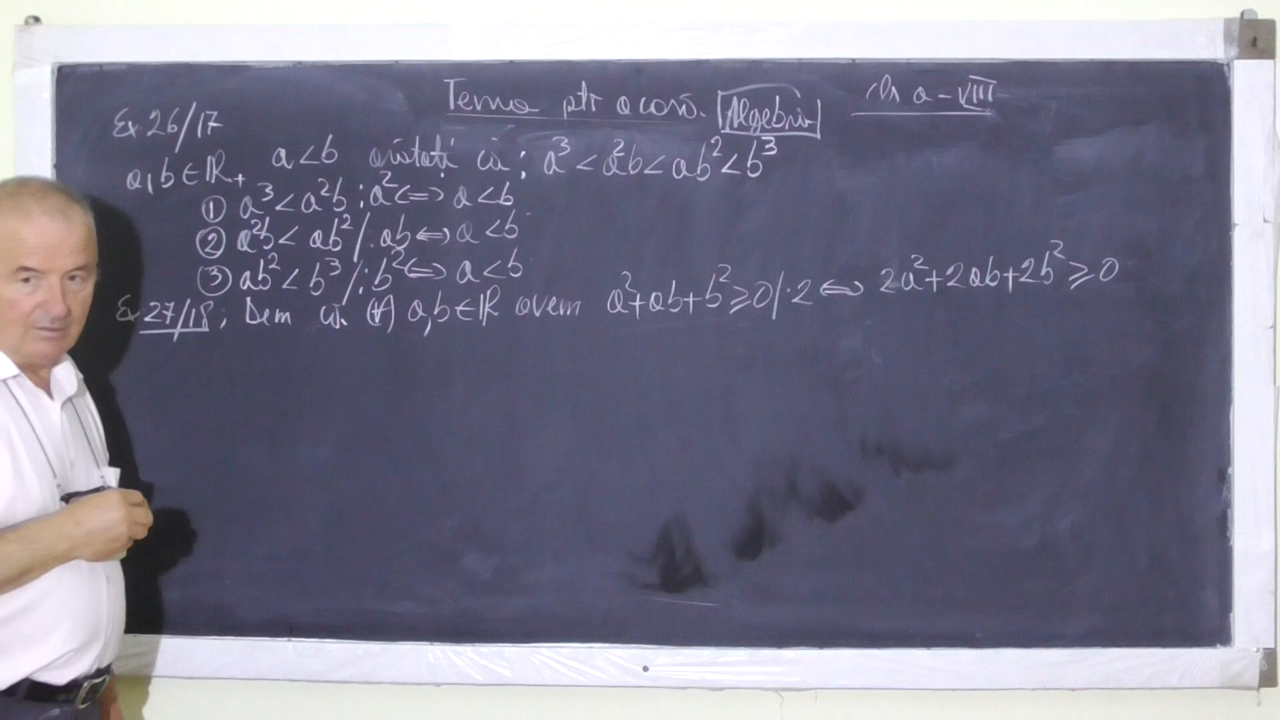 Tema ptr acasă. Algebră cls a-VIII
Ex 26/17
a,b∈ℝ₊ a<b arătați că: a³<a²b<ab²<b³
① a³<a²b :a² ⟺ a<b
② a²b<ab² /:ab ⟺ a<b
③ ab²<b³ /:b² ⟺ a<b
Ex 27/18; Dem că. (∀) a,b∈ℝ avem a²+ab+b²≥0/·2 ⟺ 2a²+2ab+2b²≥0